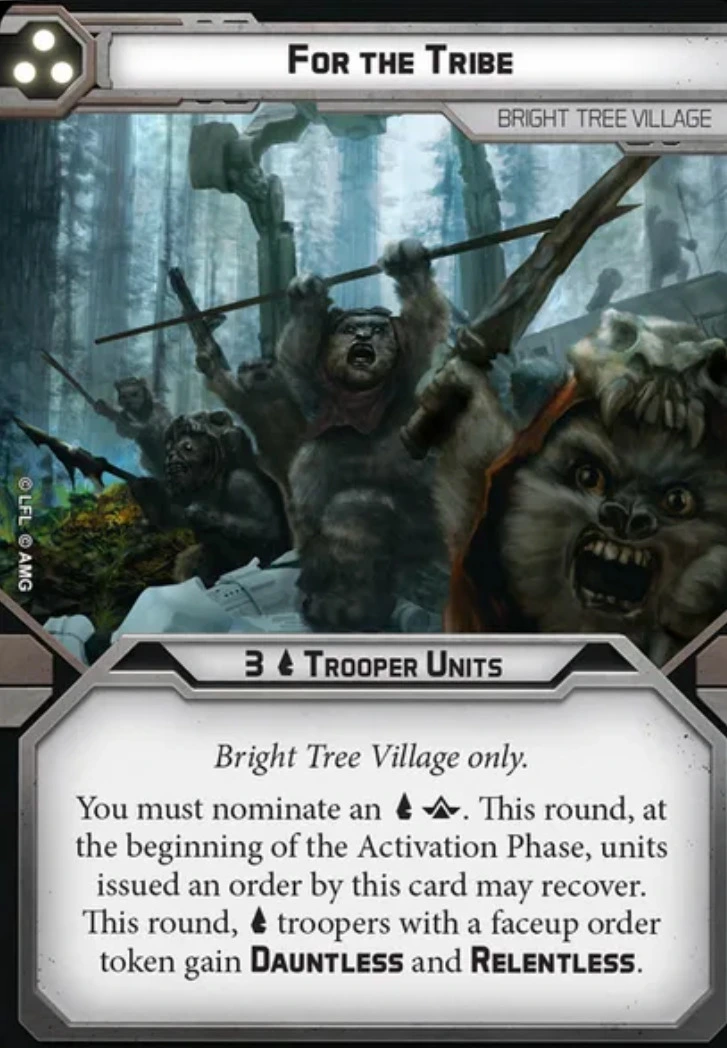 For the Tribe
BRIGHT TREE VILLAGE
© LFL © AMG
3 Trooper Units
Bright Tree Village only.
You must nominate an . This round, at
the beginning of the Activation Phase, units
issued an order by this card may recover.
This round, troopers with a faceup order
token gain Dauntless and Relentless.